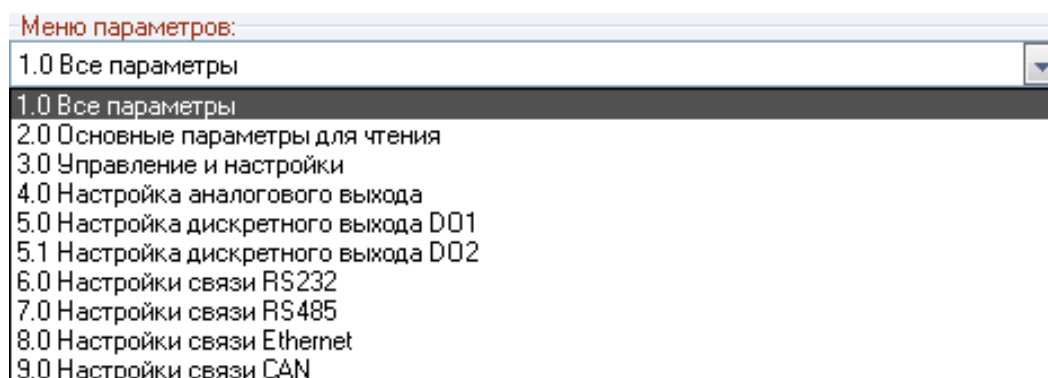 Меню параметров:
1.0 Все параметры
1.0 Все параметры
2.0 Основные параметры для чтения
3.0 Управление и настройки
4.0 Настройка аналогового выхода
5.0 Настройка дискретного выхода DO1
5.1 Настройка дискретного выхода DO2
6.0 Настройки связи RS232
7.0 Настройки связи RS485
8.0 Настройки связи Ethernet
9.0 Настройки связи CAN